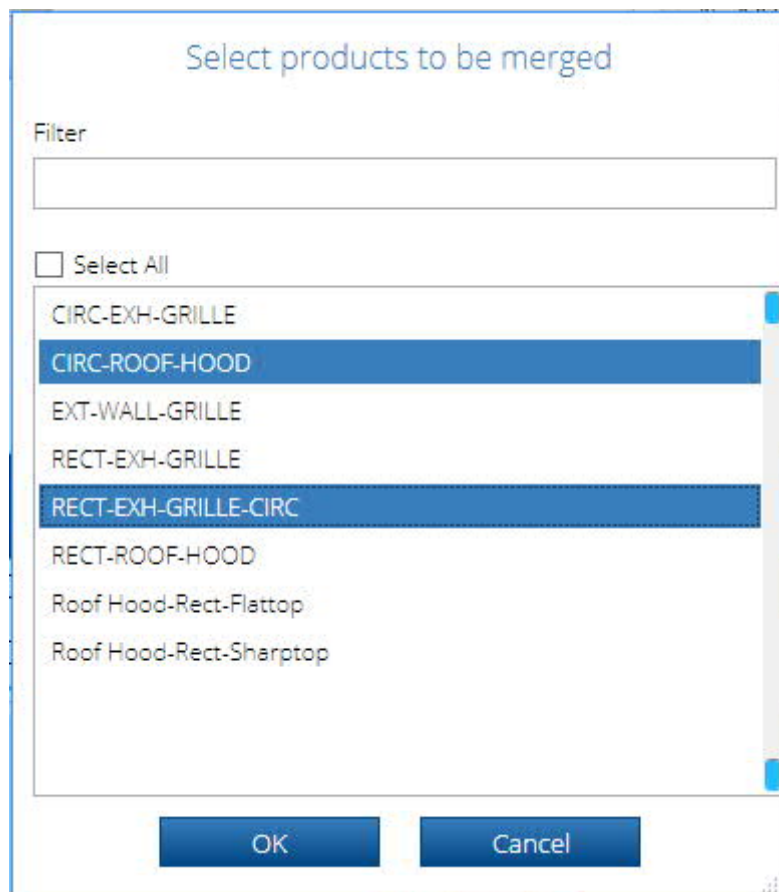 Select products to be merged
Filter
Select All
CIRC-EXH-GRILLE
CIRC-ROOF-HOOD
EXT-WALL-GRILLE
RECT-EXH-GRILLE
RECT-EXH-GRILLE-CIRC
RECT-ROOF-HOOD
Roof Hood-Rect-Flattop
Roof Hood-Rect-Sharptop
OK Cancel